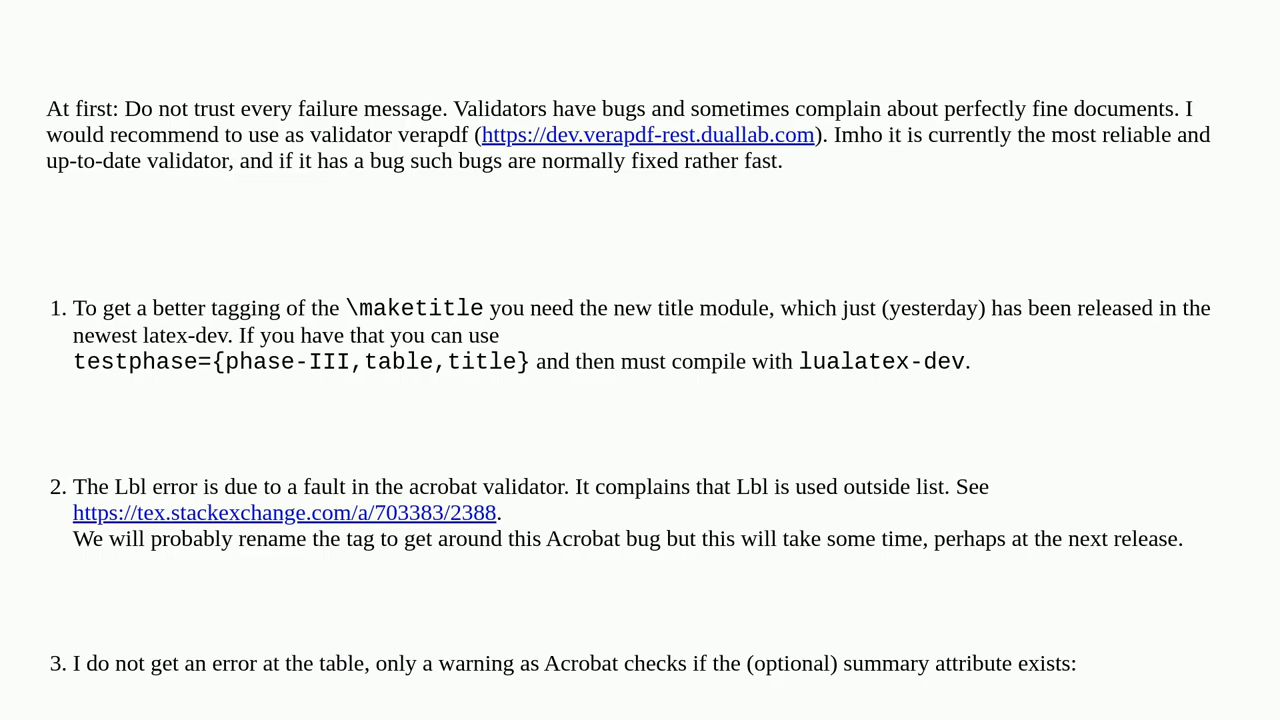 At first: Do not trust every failure message. Validators have bugs and sometimes complain about perfectly fine documents. I
would recommend to use as validator verapdf (https://dev.verapdf-rest.duallab.com). Imho it is currently the most reliable and
up-to-date validator, and if it has a bug such bugs are normally fixed rather fast.
1. To get a better tagging of the \maketitle you need the new title module, which just (yesterday) has been released in the
newest latex-dev. If you have that you can use
testphase={phase-III,table,title} and then must compile with lualatex-dev.
2. The Lbl error is due to a fault in the acrobat validator. It complains that Lbl is used outside list. See
https://tex.stackexchange.com/a/703383/2388.
We will probably rename the tag to get around this Acrobat bug but this will take some time, perhaps at the next release.
3. I do not get an error at the table, only a warning as Acrobat checks if the (optional) summary attribute exists: